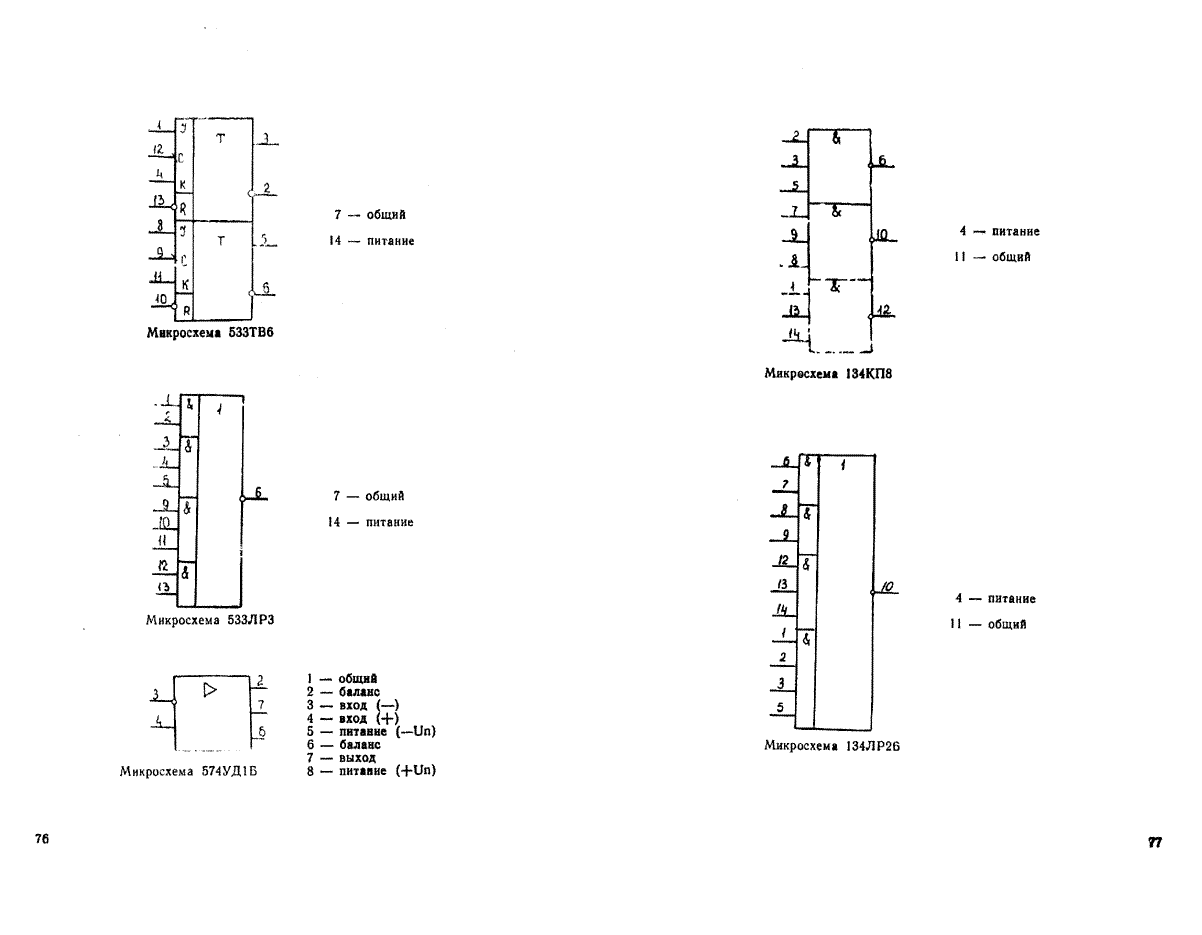 1 J T 3
12 C
4 K 2
13 R
8 J T 5
9 C
11 K 6
10 R
7 — общий
14 — питание
Микросхема 533ТВ6
1 & 1
2
3 &
4
5
9 & 6
10
11
12 &
13
7 — общий
14 — питание
Микросхема 533ЛР3
3 ▷ 2
4 7
6
1 — общий
2 — баланс
3 — вход (—)
4 — вход (+)
5 — питание (—Uп)
6 — баланс
7 — выход
8 — питание (+Uп)
Микросхема 574УД1Б
76
2 &
3 6
5
7 &
9 10
8
1 &
13 12
14
4 — питание
11 — общий
Микросхема 134КП8
6 & 1
7
8 &
9
12 &
13 10
14
1 &
2
3
5
4 — питание
11 — общий
Микросхема 134ЛР2б
77